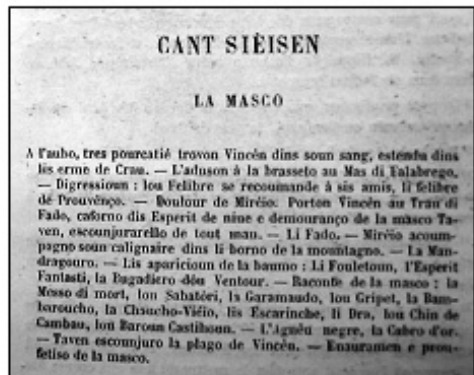 CANT SIÈISEN
LA MASCO
A l'aubo, tres pourcatié trovon Vincèn dins soun sang, estendu dins
lis erme de Crau. — L'aduson à la brasseto au Mas di Falabrego.
— Digressioun : lou Felibre se recoumando à sis amis, li felibre
de Prouvènço. — Doulour de Mirèio. Porton Vincèn au Trau di
Fado, caforno dis Esperit de niue e demouranço de la masco Ta-
ven, escounjurarello de tout mau. — Li Fado. — Mirèio acoum-
pagno soun calignaire dins li borno de la mountagno. — La Man-
dragouro. — Lis aparicioun de la baumo : Li Fouletoun, l'Esperit
Fantasti, la Bugadiero dóu Ventour. — Raconte de la masco : la
Messo di mort, lou Sabatòri, la Garamaudo, lou Gripet, la Bam-
baroucho, la Chaucho-Vièio, lis Escarinche, li Dra, lou Chin de
Cambau, lou Baroun Castihoun. — L'Agnèu negre, la Cabro d'or.
— Taven escounjuro la plago de Vincèn. — Enauramen e prou-
fetiso de la masco.